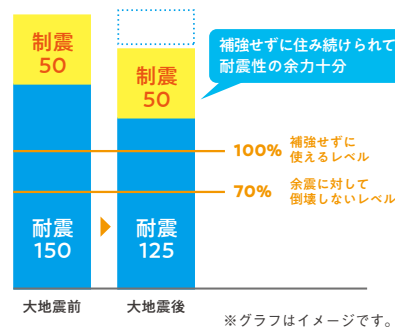 制震
50
制震
50
補強せずに住み続けられて
耐震性の余力十分
100%
補強せずに
使えるレベル
70%
余震に対して
倒壊しないレベル
耐震
150
耐震
125
大地震前
大地震後
※グラフはイメージです。